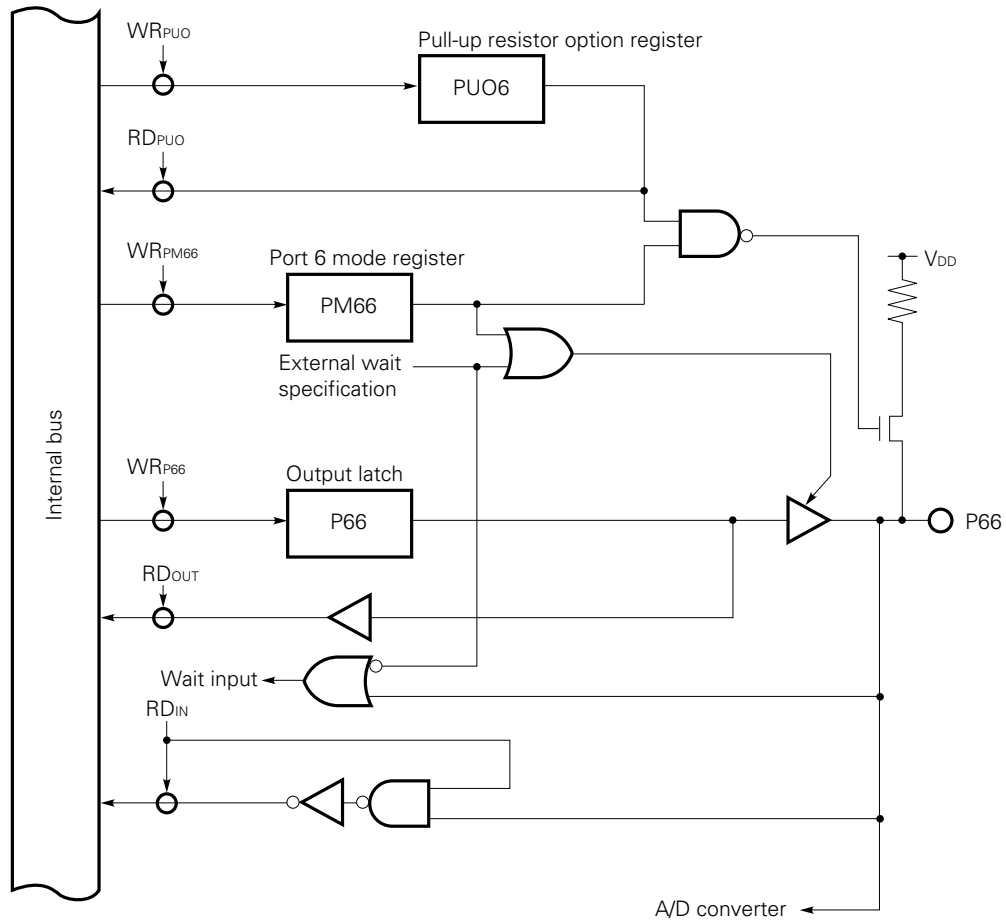 WRPUO
Pull-up resistor option register
PUO6
RDPUO
WRPM66
Port 6 mode register
PM66
VDD
External wait
specification
Internal bus
WRP66
Output latch
P66
P66
RDOUT
Wait input
RDIN
A/D converter